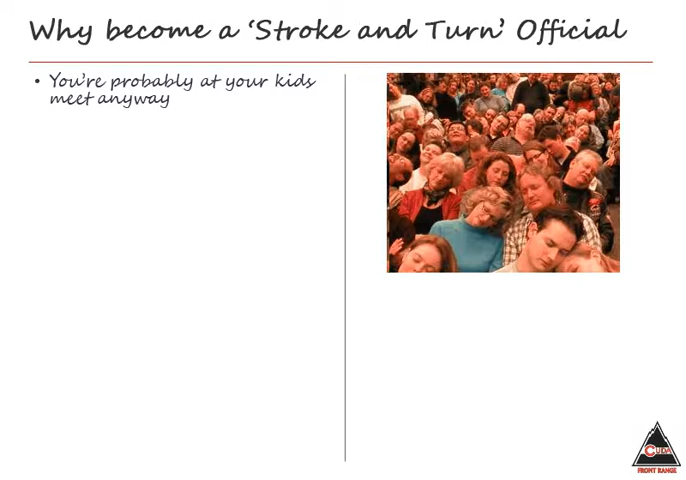 Why become a ‘Stroke and Turn’ Official
• You’re probably at your kids
meet anyway
CUDA
FRONT RANGE